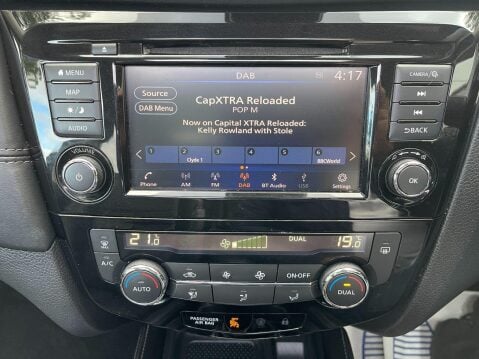 MENU
MAP
AUDIO
VOLUME
DAB
4:17
Source
DAB Menu
CapXTRA Reloaded
POP M
Now on Capital XTRA Reloaded:
Kelly Rowland with Stole
1 2 3 4 5 6
Clyde 1 BBCWorld
Phone AM FM DAB BT Audio USB Settings
CAMERA
BACK
OK
21.0
DUAL
19.0
A/C
AUTO
ON·OFF
DUAL
PASSENGER
AIR BAG